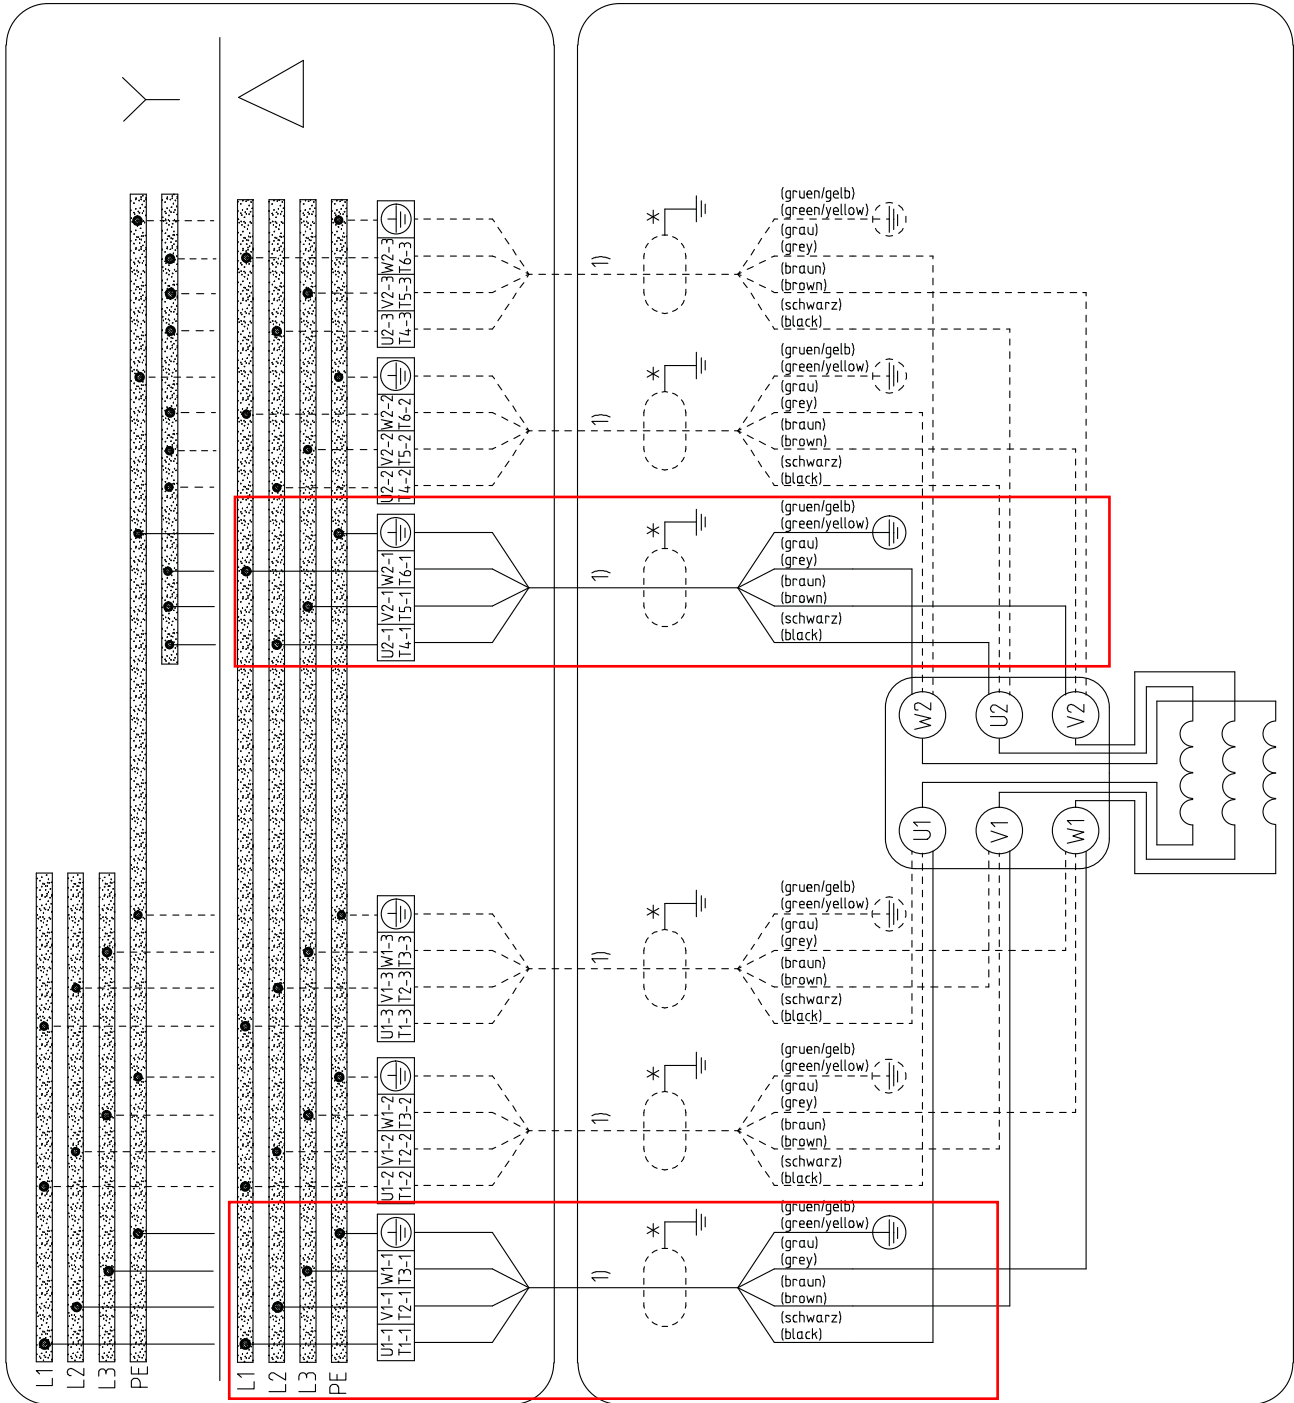 W2-3
T6-3
V2-3
T5-3
U2-3
T4-3
1)
*
(gruen/gelb)
(green/yellow)
(grau)
(grey)
(braun)
(brown)
(schwarz)
(black)
W2-2
T6-2
V2-2
T5-2
U2-2
T4-2
1)
*
(gruen/gelb)
(green/yellow)
(grau)
(grey)
(braun)
(brown)
(schwarz)
(black)
W2-1
T6-1
V2-1
T5-1
U2-1
T4-1
1)
*
(gruen/gelb)
(green/yellow)
(grau)
(grey)
(braun)
(brown)
(schwarz)
(black)
W2
U2
V2
U1
V1
W1
W1-3
T3-3
V1-3
T2-3
U1-3
T1-3
1)
*
(gruen/gelb)
(green/yellow)
(grau)
(grey)
(braun)
(brown)
(schwarz)
(black)
W1-2
T3-2
V1-2
T2-2
U1-2
T1-2
1)
*
(gruen/gelb)
(green/yellow)
(grau)
(grey)
(braun)
(brown)
(schwarz)
(black)
W1-1
T3-1
V1-1
T2-1
U1-1
T1-1
1)
*
(gruen/gelb)
(green/yellow)
(grau)
(grey)
(braun)
(brown)
(schwarz)
(black)
L1
L2
L3
PE
L1
L2
L3
PE